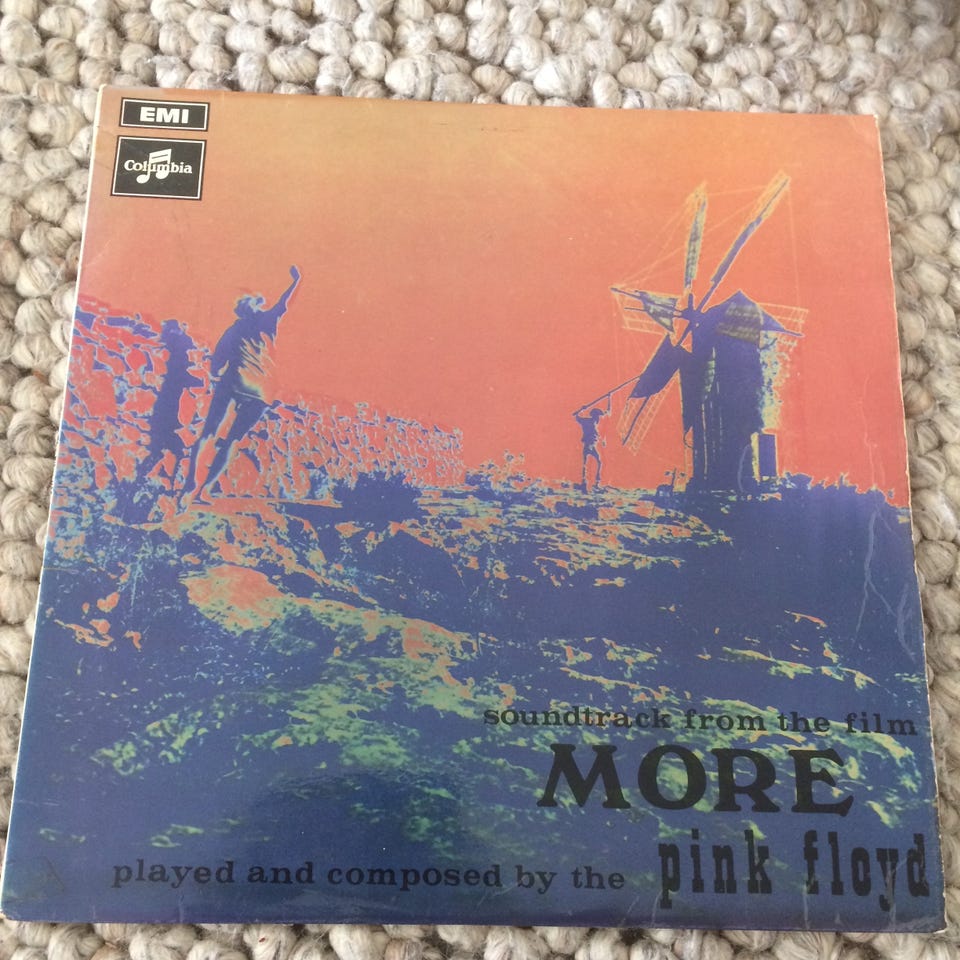 EMI
Columbia
soundtrack from the film
MORE
played and composed by the pink floyd